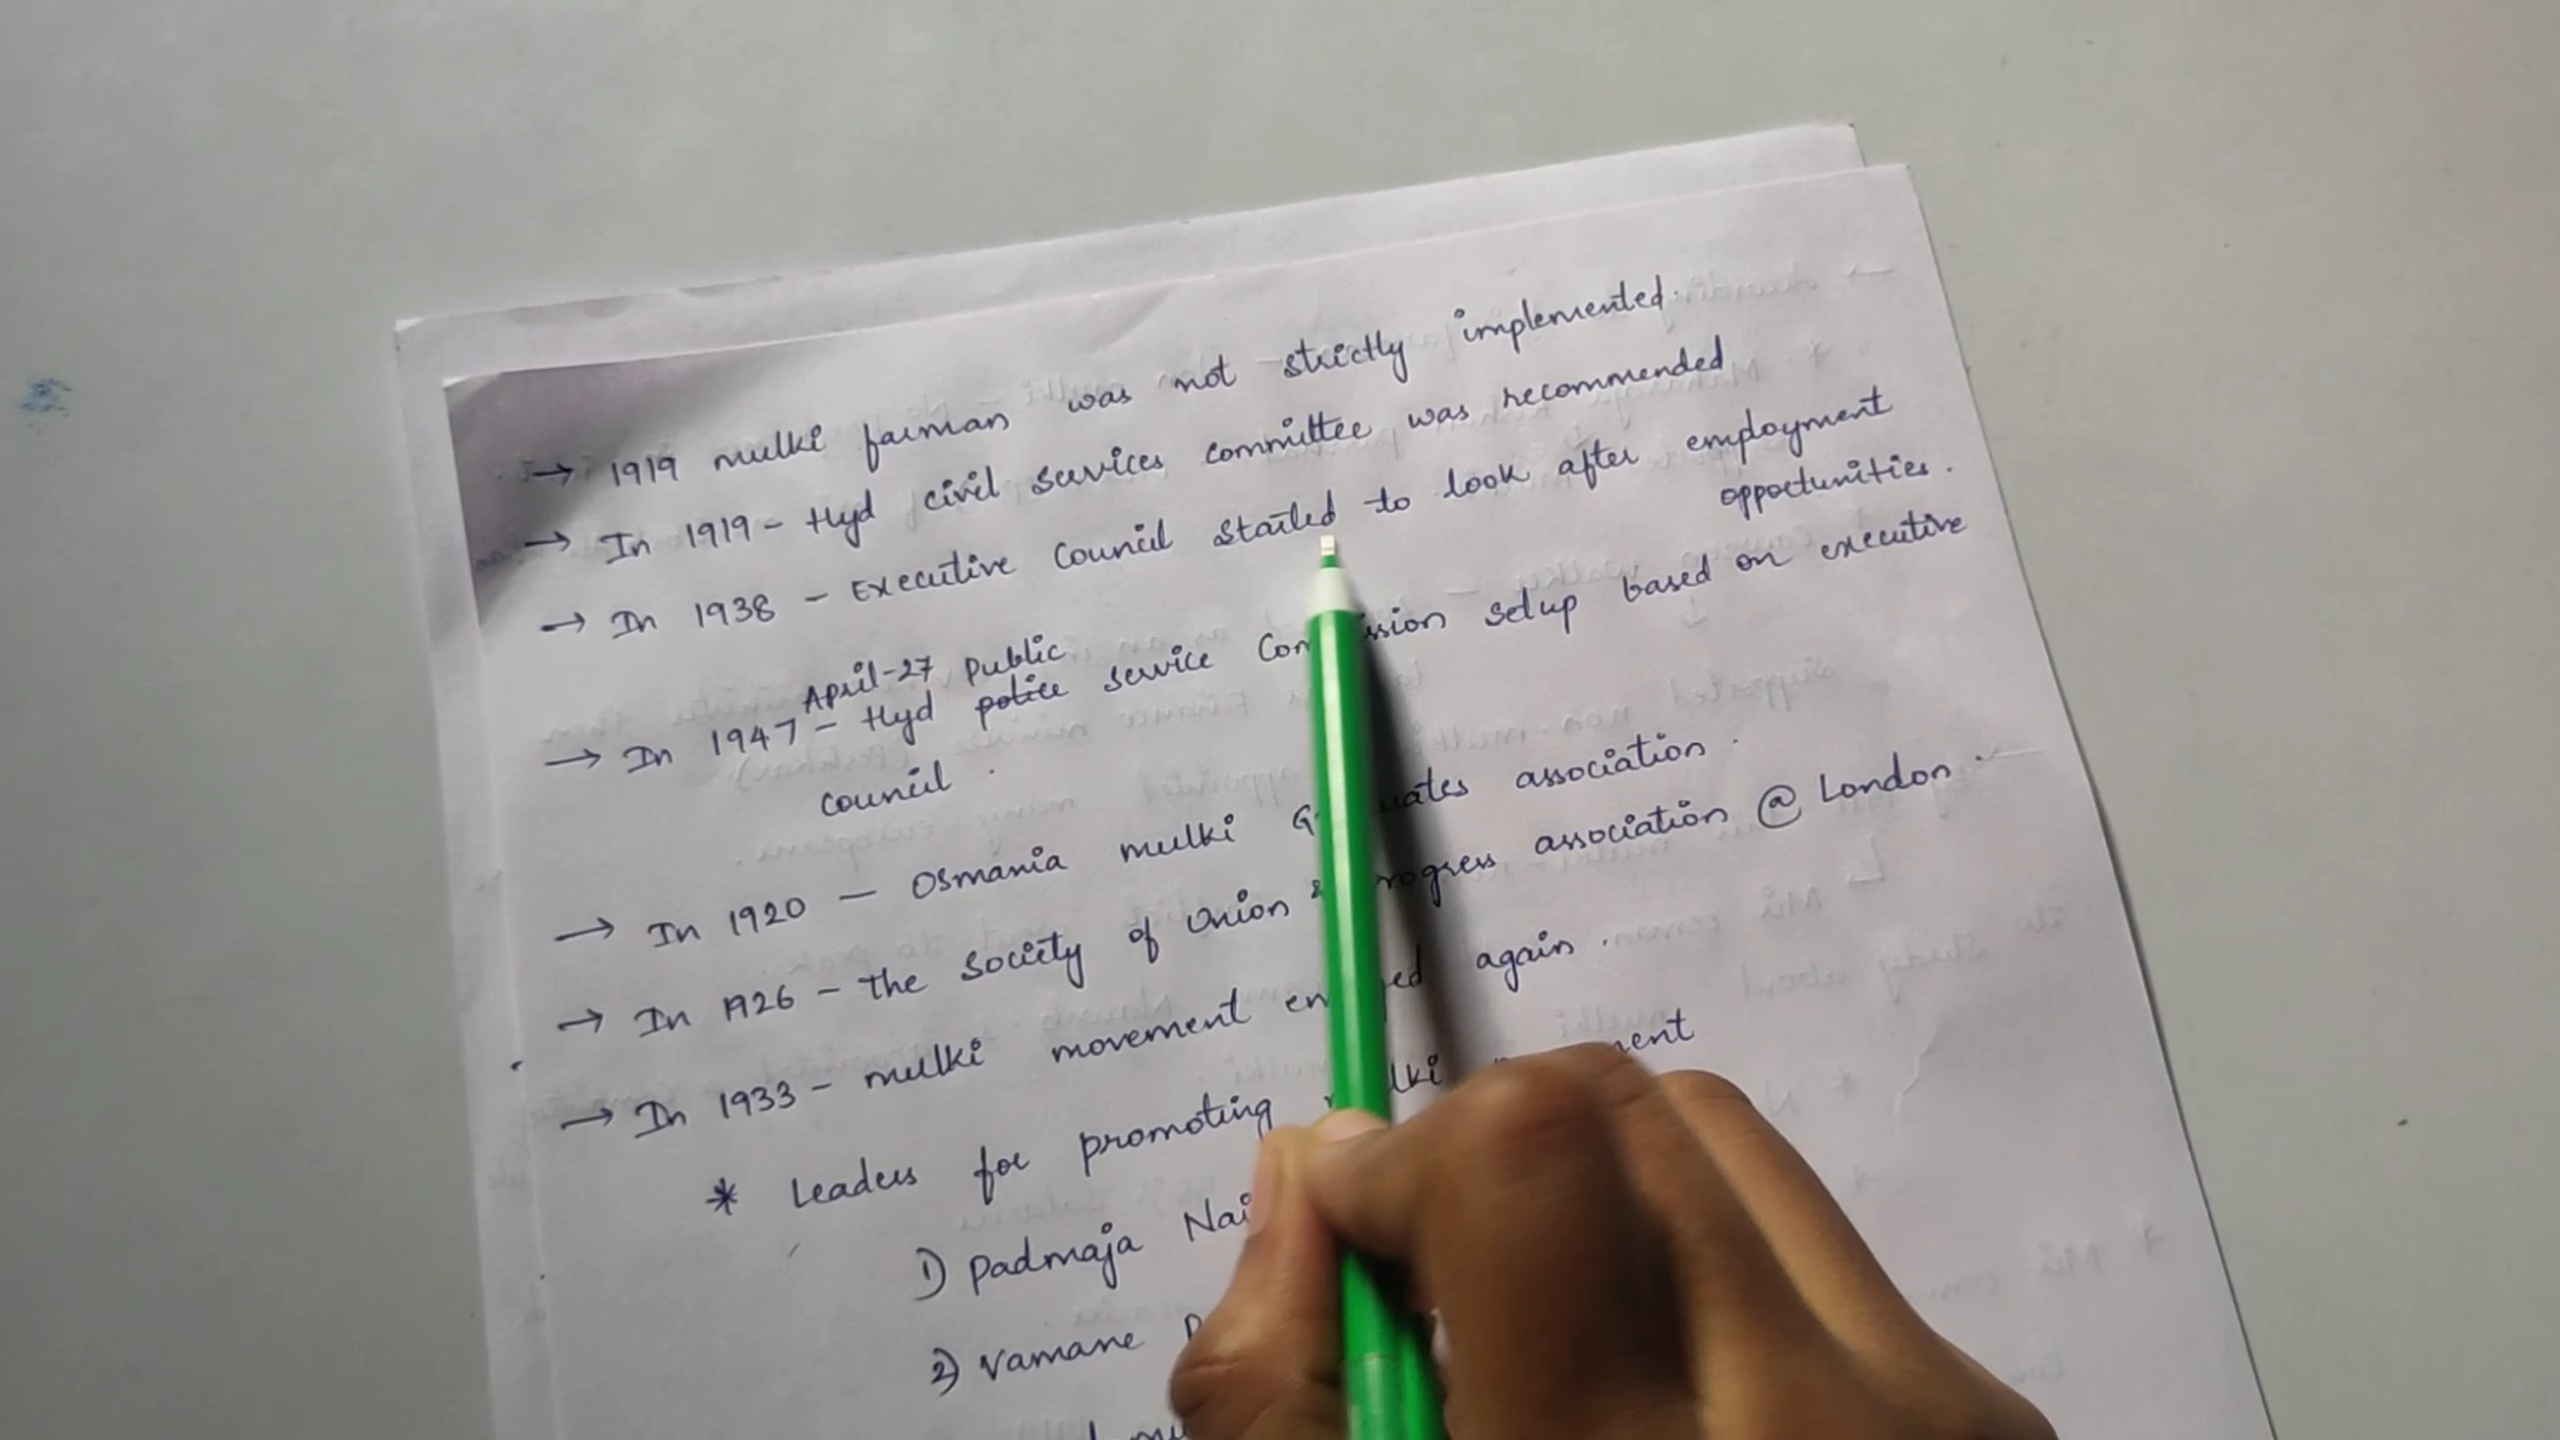 → 1919 mulki farman was not strictly implemented.
→ In 1919 - Hyd civil services committee was recommended
→ In 1938 - Executive Council started to look after employment
opportunities.
April-27 Public
→ In 1947 - Hyd police service Com ssion setup based on executive
council.
→ In 1920 - Osmania mulki G uates association.
→ In 1926 - The Society of Union & rogress association @ London.
→ In 1933 - mulki movement en ed again.
* Leaders for promoting lki ment
1) Padmaja Nai
2) Vamane